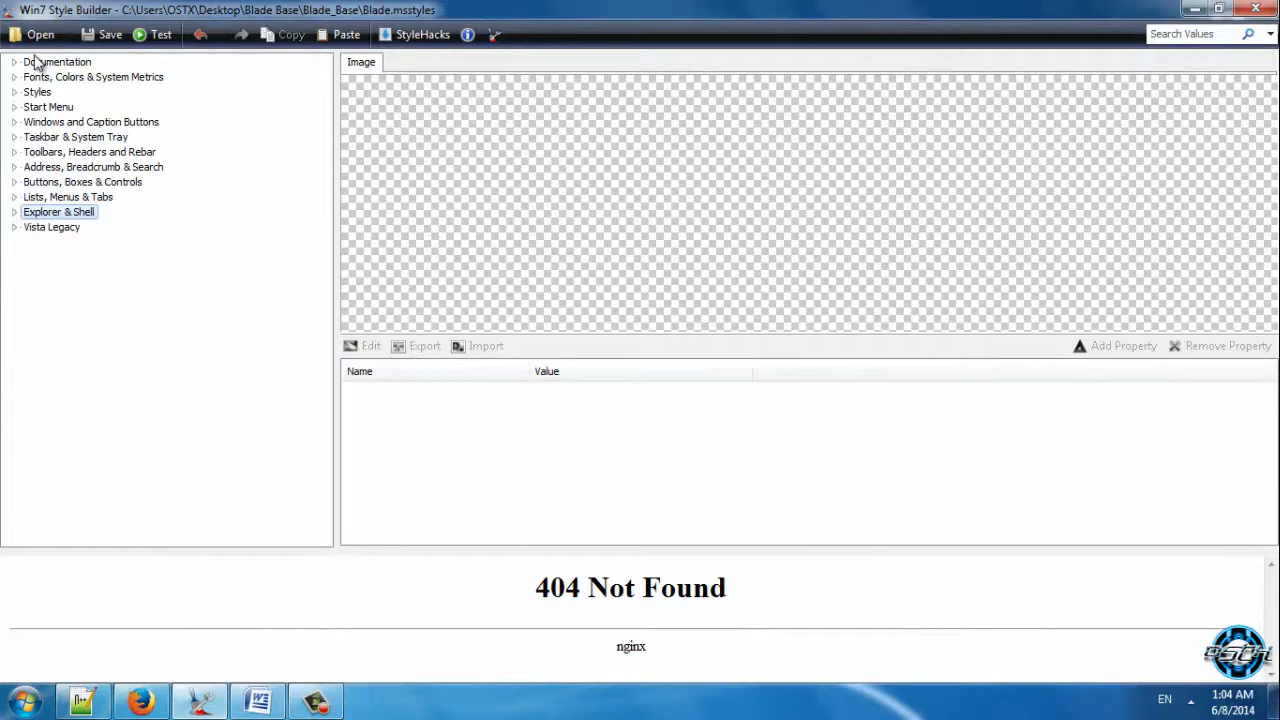 Win7 Style Builder - C:\Users\OSTX\Desktop\Blade Base\Blade_Base\Blade.msstyles
Open Save Test Copy Paste StyleHacks Search Values
Documentation
Fonts, Colors & System Metrics
Styles
Start Menu
Windows and Caption Buttons
Taskbar & System Tray
Toolbars, Headers and Rebar
Address, Breadcrumb & Search
Buttons, Boxes & Controls
Lists, Menus & Tabs
Explorer & Shell
Vista Legacy
Image
Edit Export Import Add Property Remove Property
Name Value
404 Not Found
nginx
OSTX
EN
1:04 AM
6/8/2014